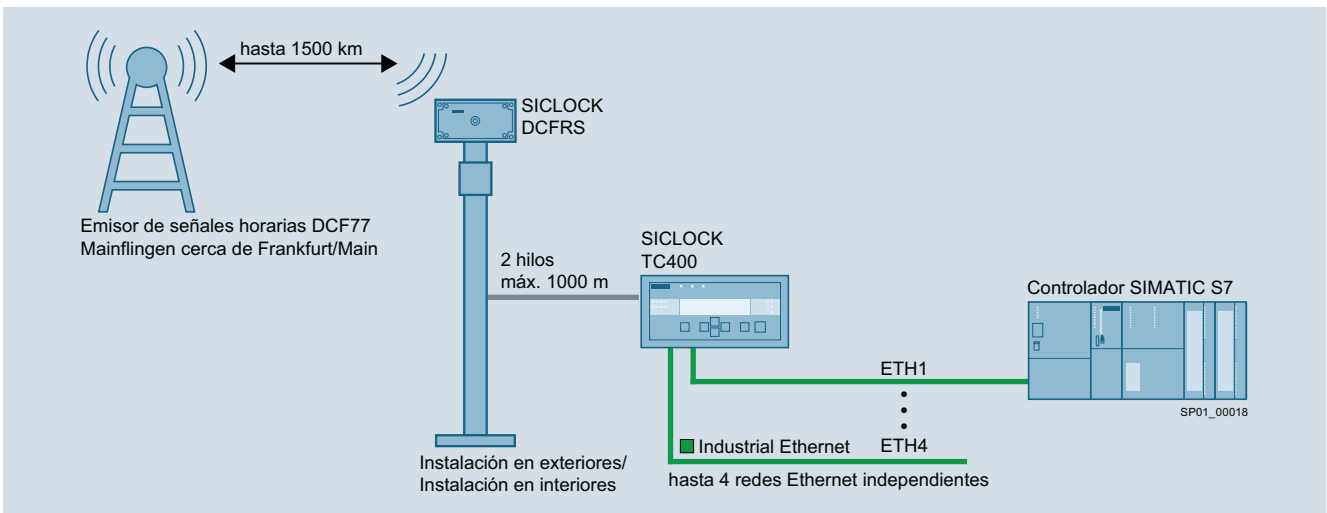 hasta 1500 km
SICLOCK
DCFRS
Emisor de señales horarias DCF77
Mainflingen cerca de Frankfurt/Main
2 hilos
máx. 1000 m
SICLOCK
TC400
Controlador SIMATIC S7
ETH1
SP01_00018
Industrial Ethernet
ETH4
hasta 4 redes Ethernet independientes
Instalación en exteriores/
Instalación en interiores